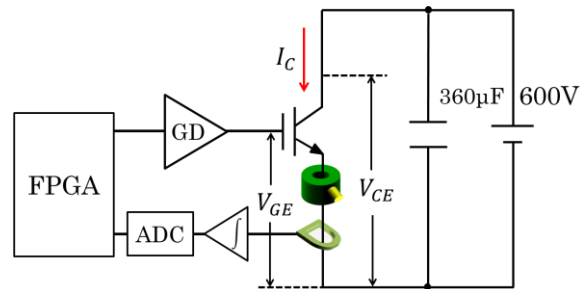 I_C
360µF
600V
GD
FPGA
V_GE
V_CE
ADC
∫